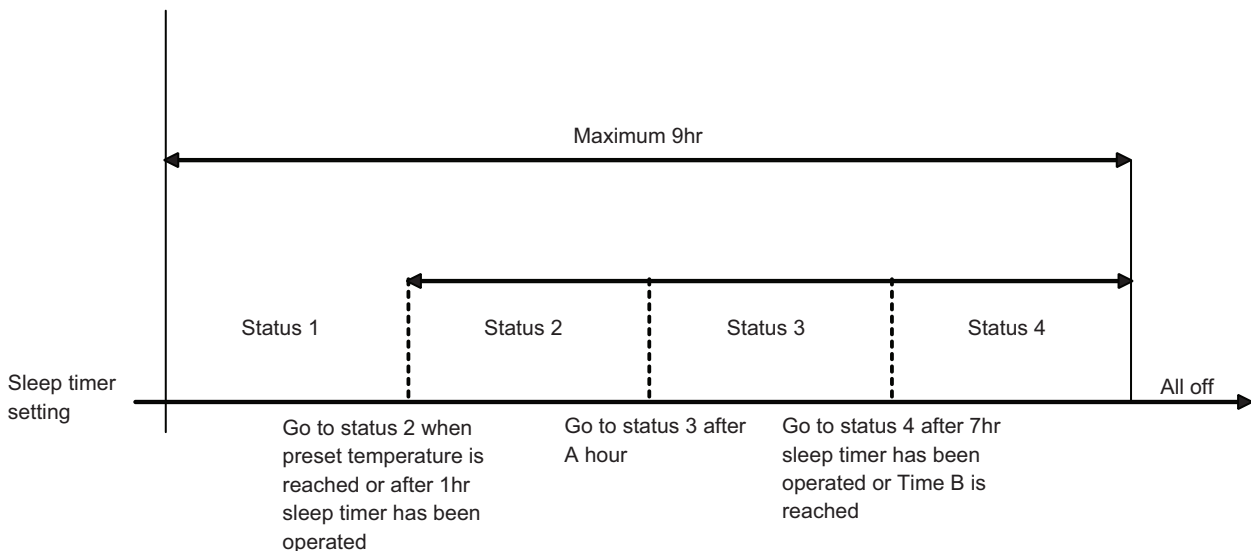 Maximum 9hr
Status 1
Status 2
Status 3
Status 4
Sleep timer
setting
All off
Go to status 2 when
preset temperature is
reached or after 1hr
sleep timer has been
operated
Go to status 3 after
A hour
Go to status 4 after 7hr
sleep timer has been
operated or Time B is
reached